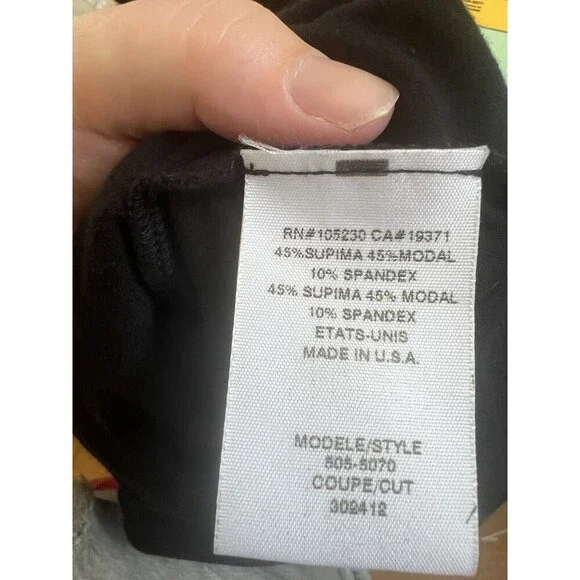 RN#105230 CA#19371
45%SUPIMA 45%MODAL
10% SPANDEX
45% SUPIMA 45% MODAL
10% SPANDEX
ETATS-UNIS
MADE IN U.S.A.
MODELE/STYLE
505-5070
COUPE/CUT
302412